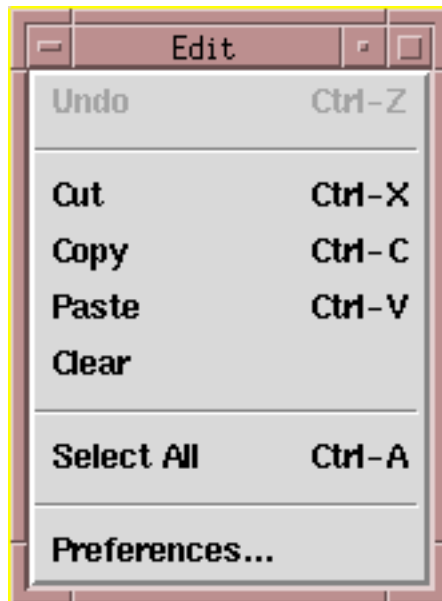 Edit
Undo Ctrl-Z
Cut Ctrl-X
Copy Ctrl-C
Paste Ctrl-V
Clear
Select All Ctrl-A
Preferences...